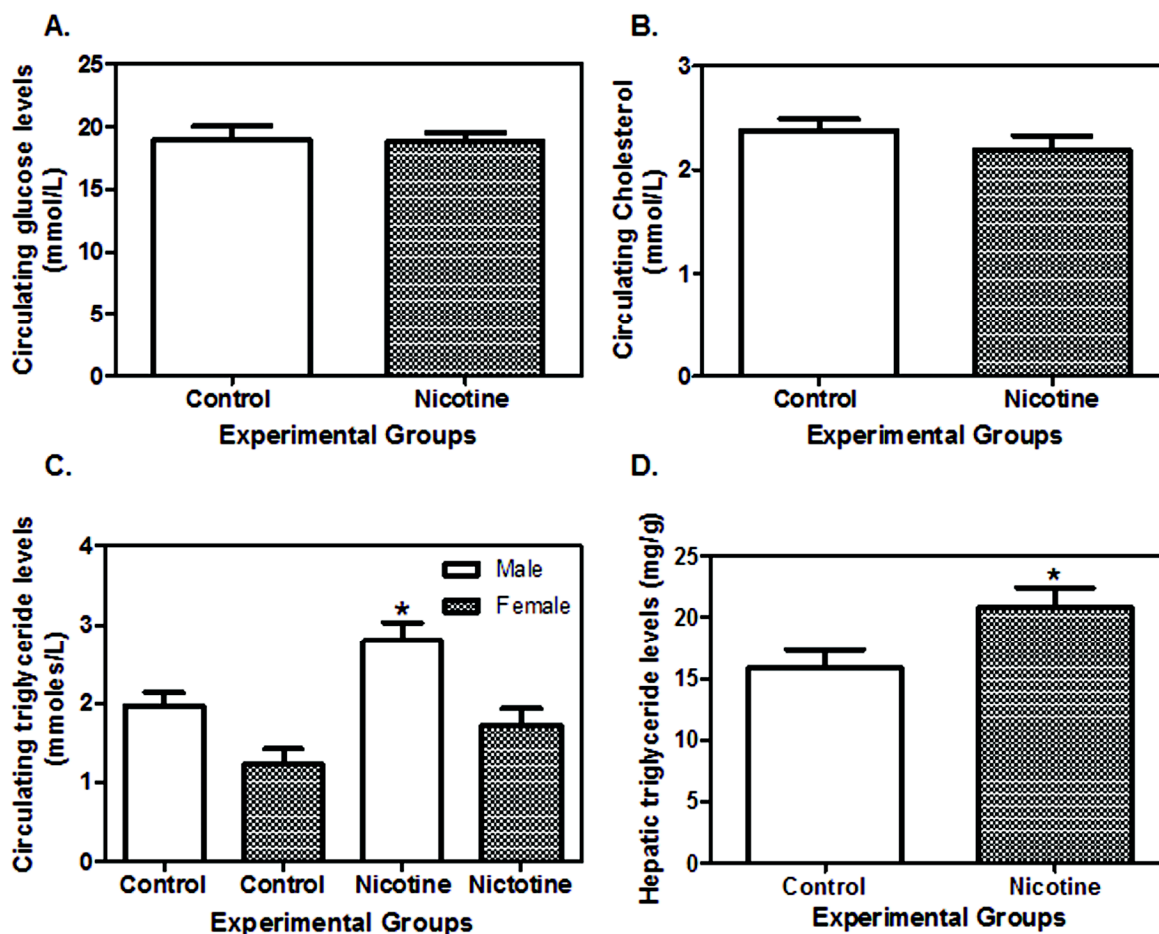 A.
Circulating glucose levels
(mmol/L)
25
20
15
10
5
0
Control
Nicotine
Experimental Groups
B.
Circulating Cholesterol
(mmol/L)
3
2
1
0
Control
Nicotine
Experimental Groups
C.
Circulating triglyceride levels
(mmoles/L)
4
3
2
1
0
*
Male
Female
Control
Control
Nicotine
Nictotine
Experimental Groups
D.
Hepatic triglyceride levels (mg/g)
25
20
15
10
5
0
*
Control
Nicotine
Experimental Groups